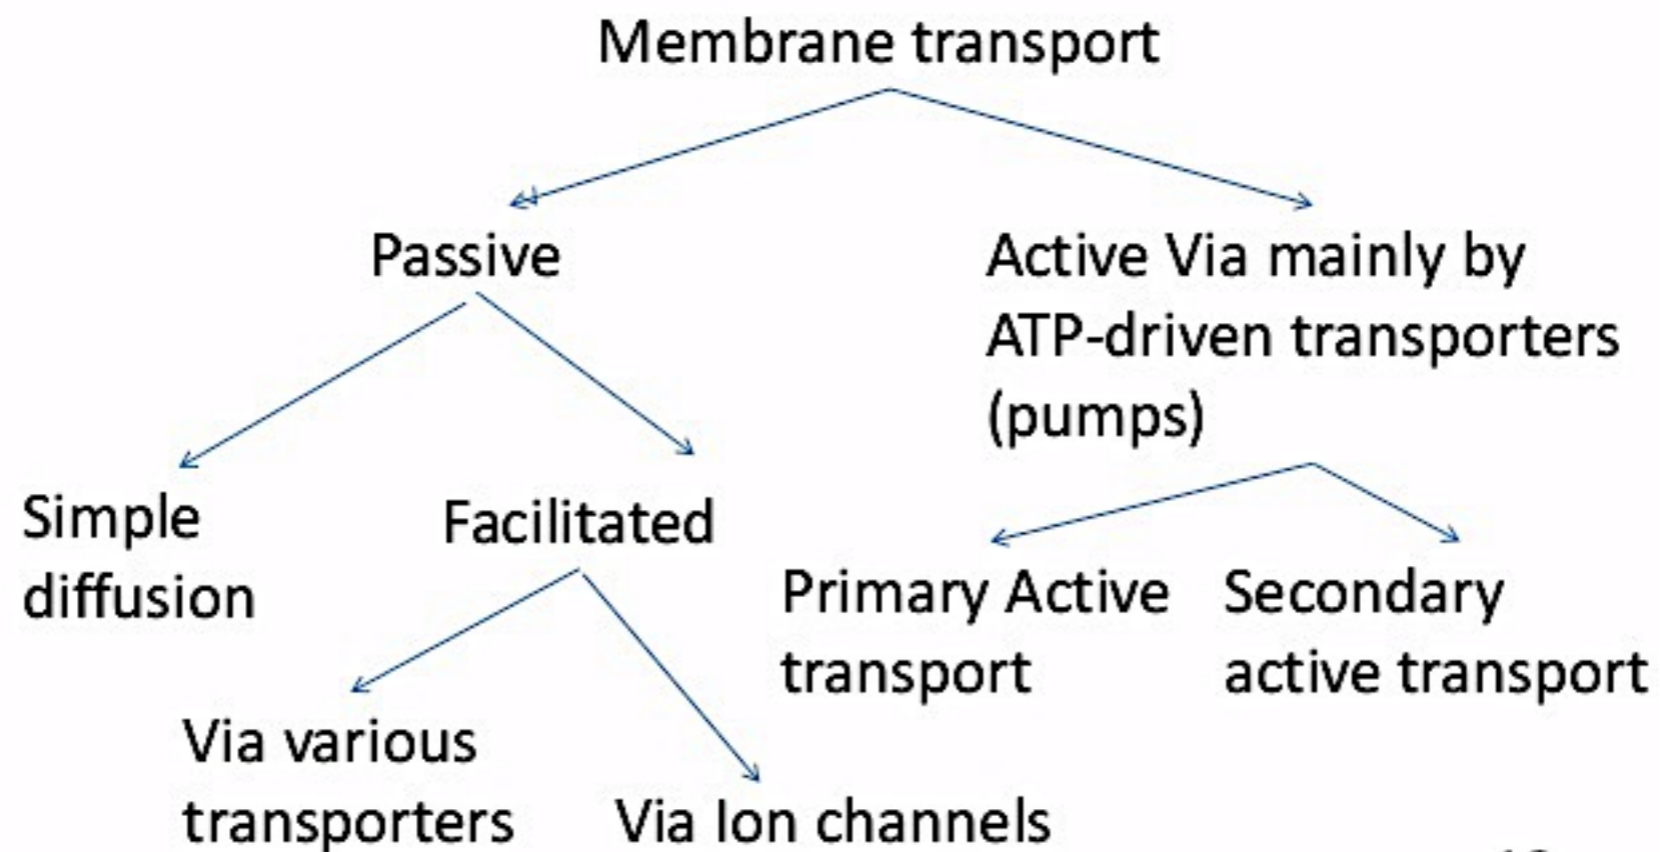 Membrane transport
Passive
Active Via mainly by
ATP-driven transporters
(pumps)
Simple
diffusion
Facilitated
Primary Active
transport
Secondary
active transport
Via various
transporters
Via Ion channels